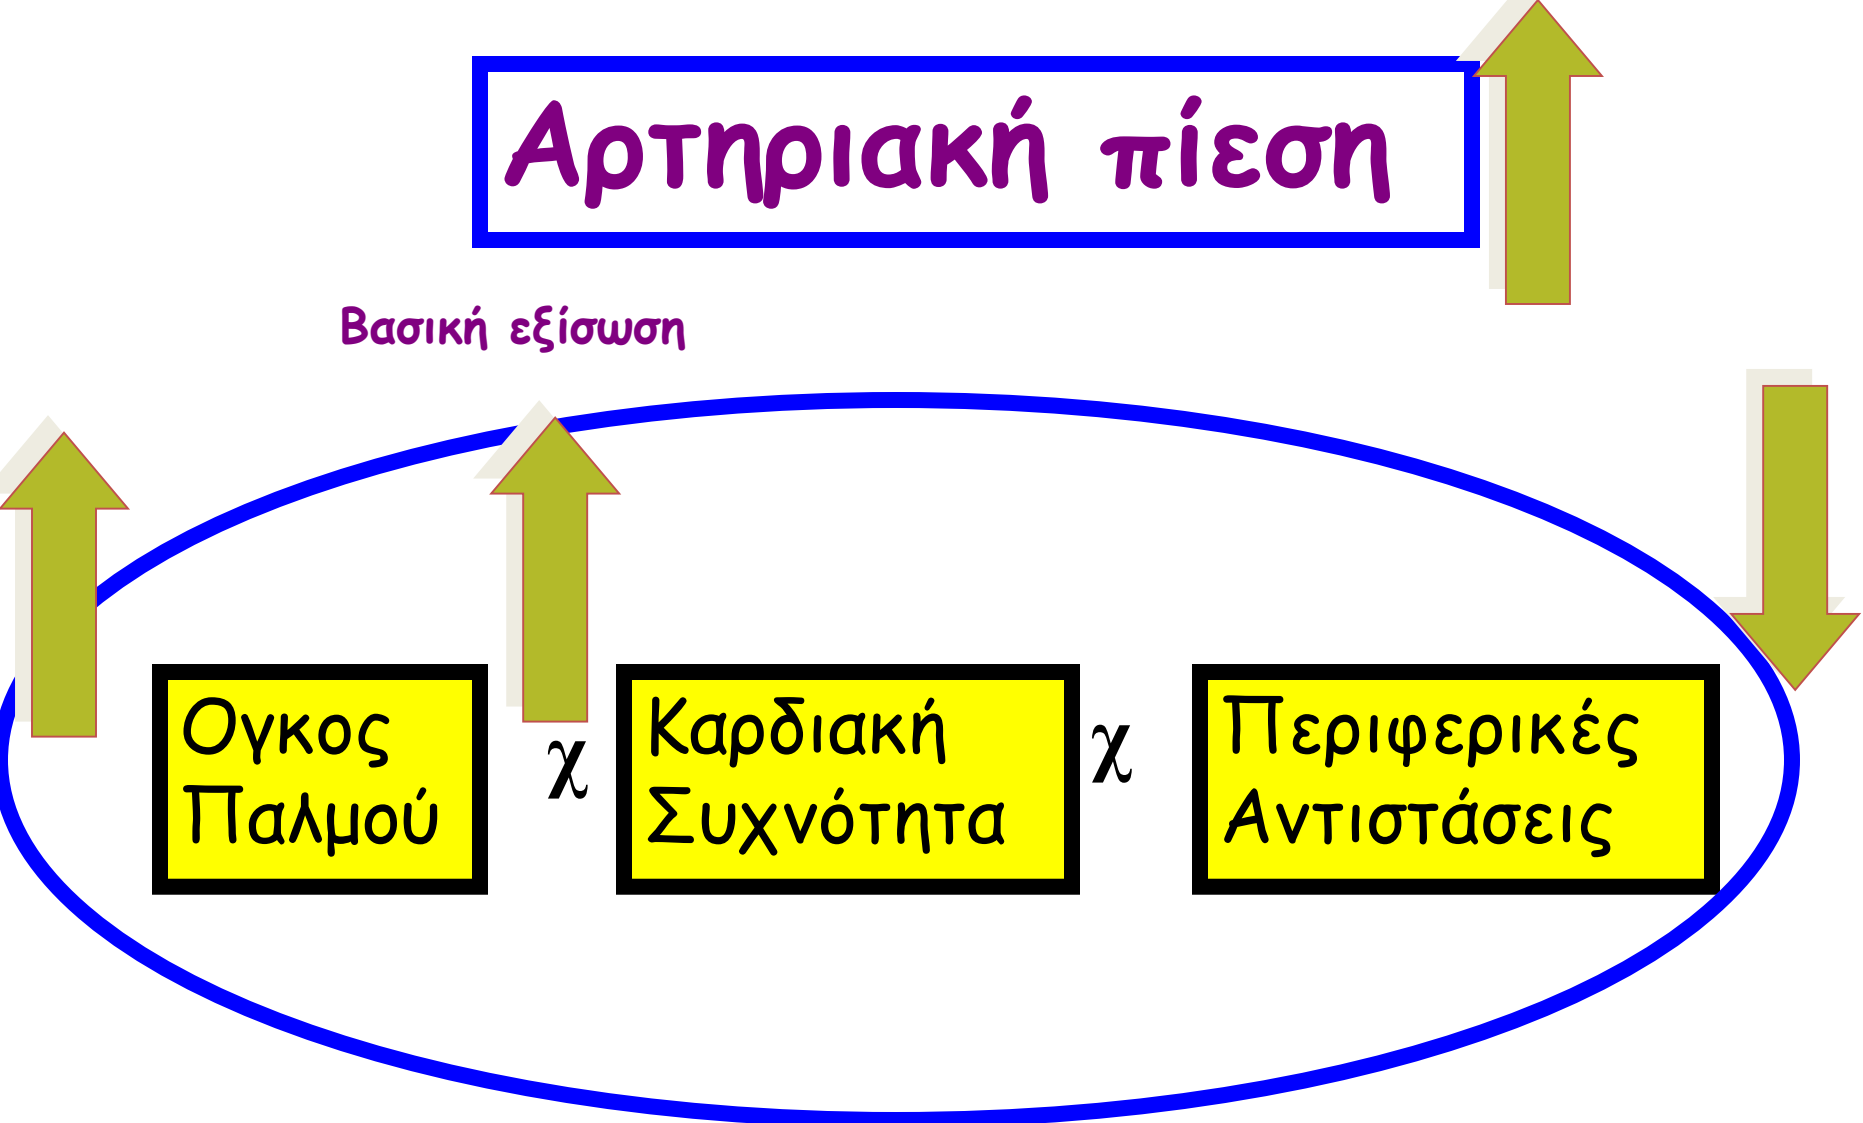 Αρτηριακή πίεση
Βασική εξίσωση
Ογκος
Παλμού
χ
Καρδιακή
Συχνότητα
χ
Περιφερικές
Αντιστάσεις